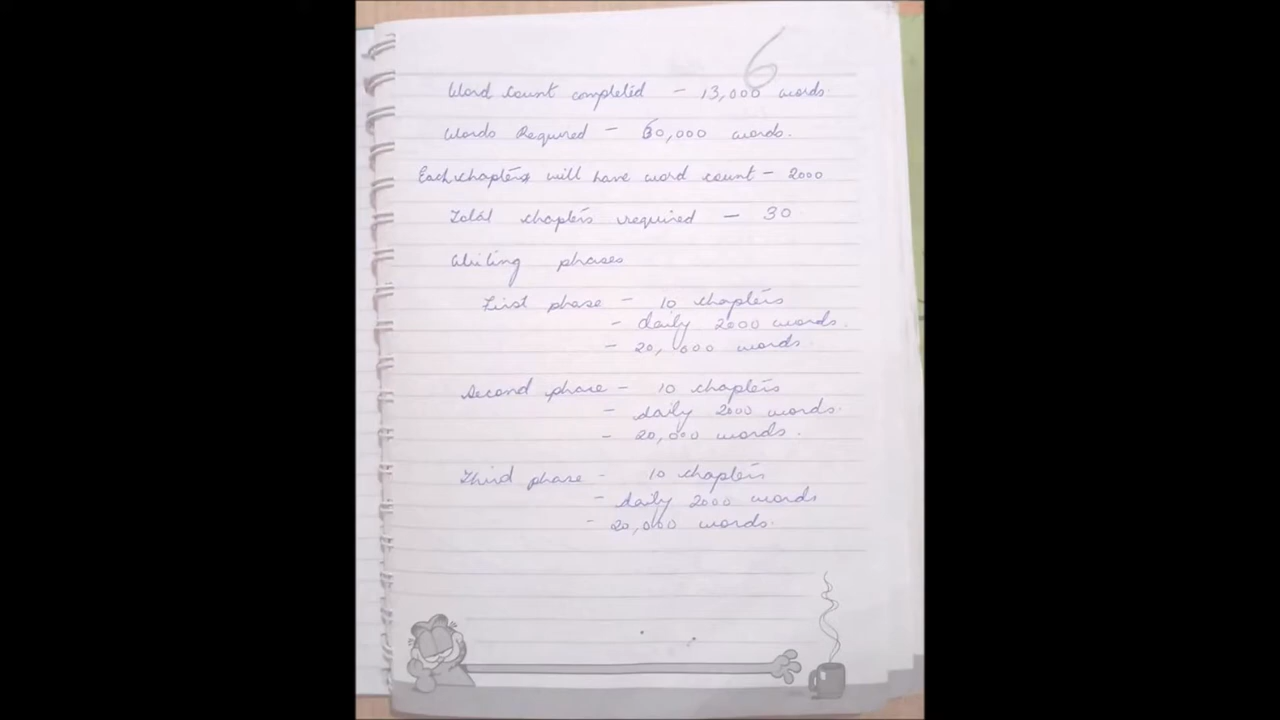 6
Word Count completed - 13,000 words.
Words Required - 60,000 words.
Each chapters will have word count - 2000
Total chapters required - 30
Writing phases
First phase - 10 chapters
- daily 2000 words.
- 20,000 words.
Second phase - 10 chapters
- daily 2000 words.
- 20,000 words.
Third phase - 10 chapters
- daily 2000 words
- 20,000 words.